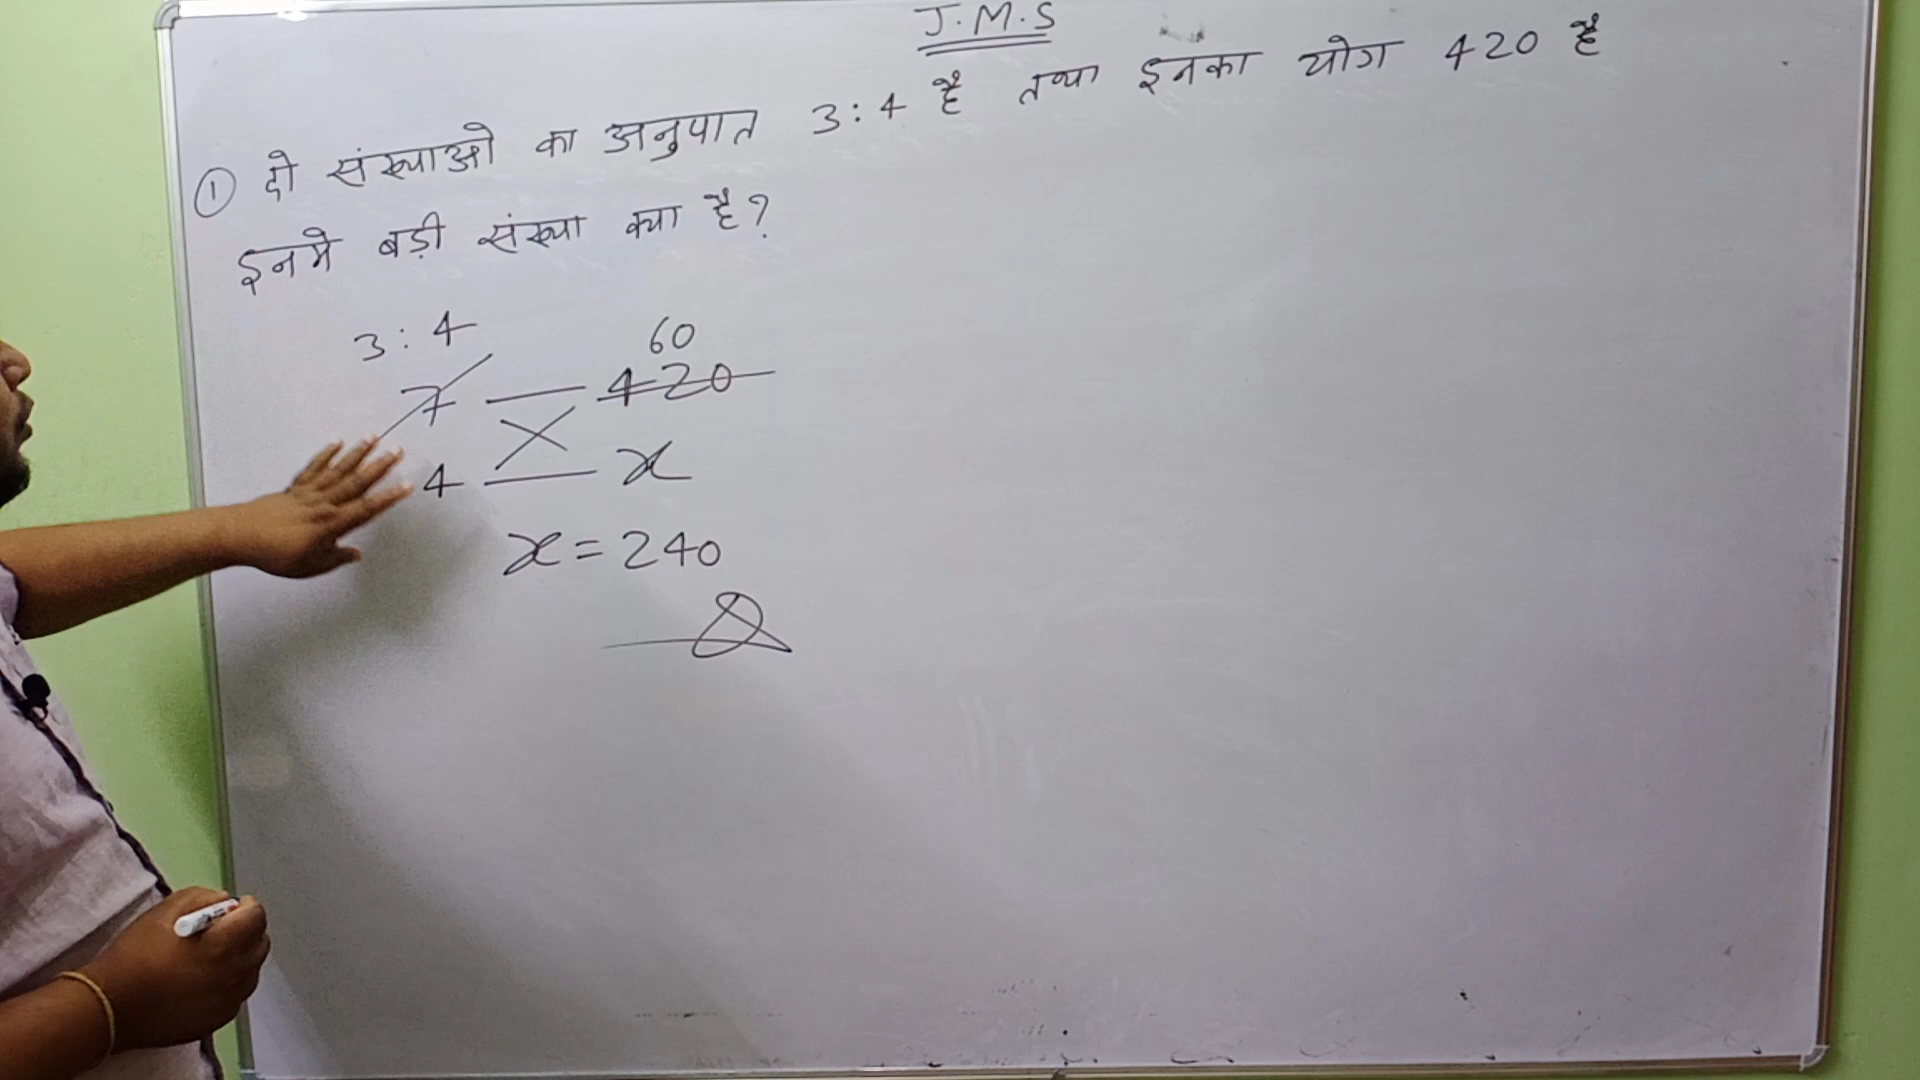 J.M.S
① दो संख्याओ का अनुपात 3:4 है तथा इनका योग 420 है
इनमे बड़ी संख्या क्या है?
3:4
60
7 — 420
×
4 — x
x = 240